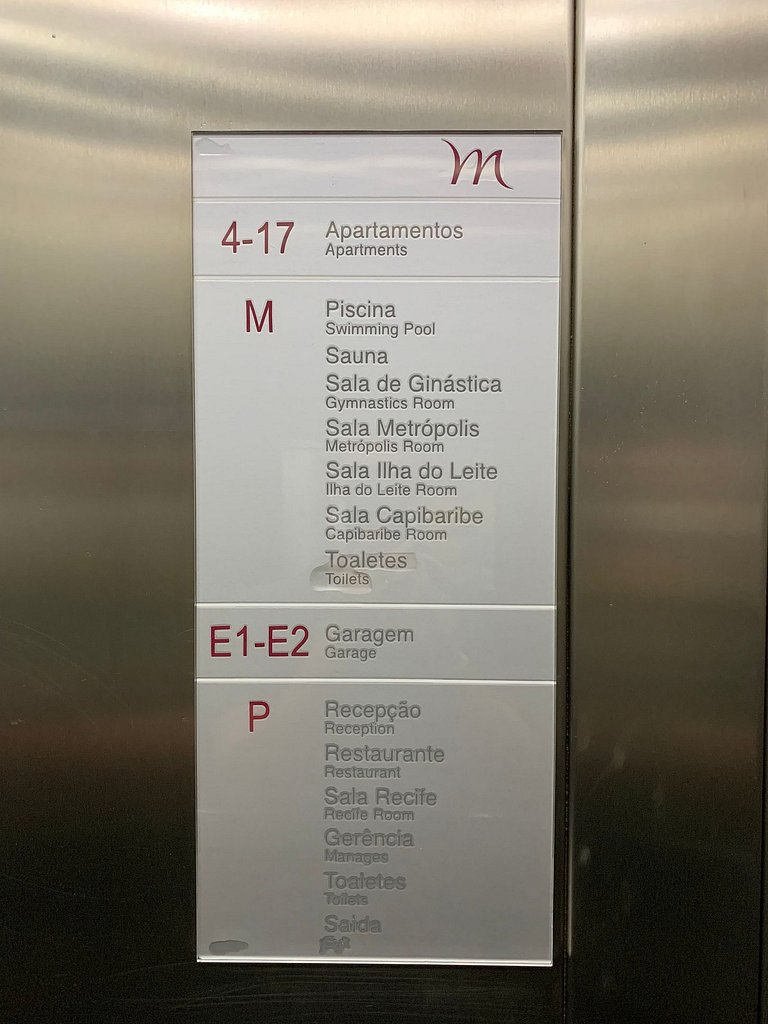 m
4-17 Apartamentos
Apartments
M Piscina
Swimming Pool
Sauna
Sala de Ginástica
Gymnastics Room
Sala Metrópolis
Metrópolis Room
Sala Ilha do Leite
Ilha do Leite Room
Sala Capibaribe
Capibaribe Room
Toaletes
Toilets
E1-E2 Garagem
Garage
P Recepção
Reception
Restaurante
Restaurant
Sala Recife
Recife Room
Gerência
Manages
Toaletes
Toilets
Saída